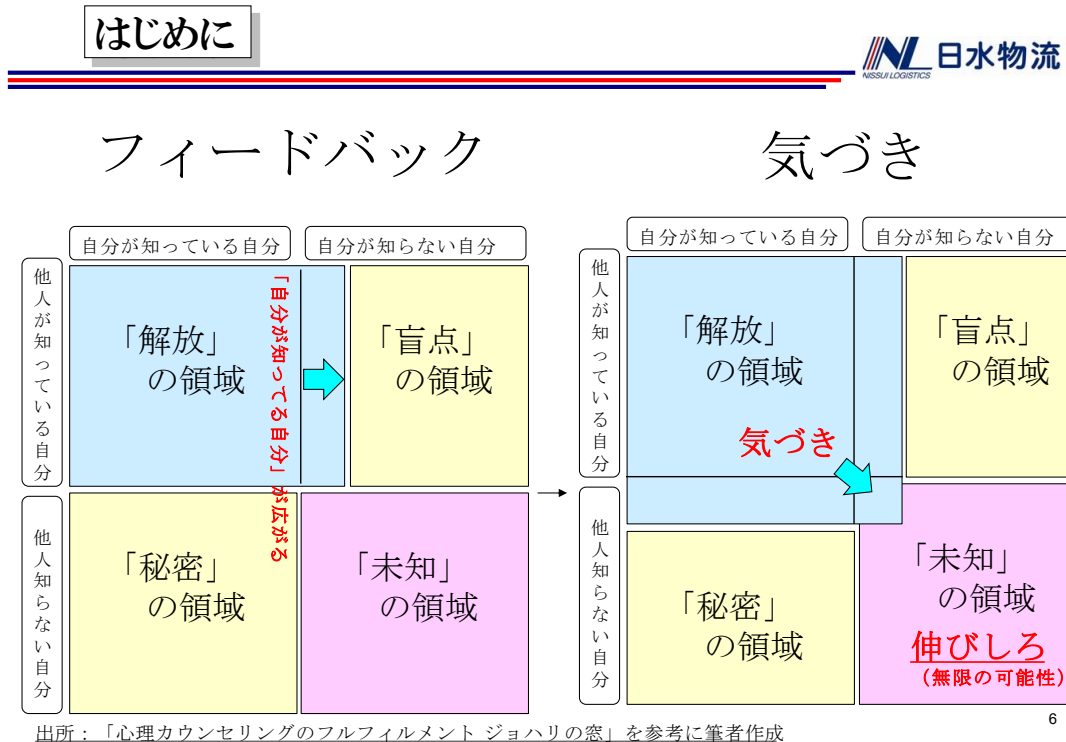 はじめに
NISSUI LOGISTICS
日水物流
フィードバック
自分が知っている自分
自分が知らない自分
他人が知っている自分
他人知らない自分
「解放」
の領域
「自分が知ってる自分」が広がる
「盲点」
の領域
「秘密」
の領域
「未知」
の領域
気づき
自分が知っている自分
自分が知らない自分
他人が知っている自分
他人知らない自分
「解放」
の領域
気づき
「盲点」
の領域
「秘密」
の領域
「未知」
の領域
伸びしろ
(無限の可能性)
出所：「心理カウンセリングのフルフィルメント ジョハリの窓」を参考に筆者作成
6